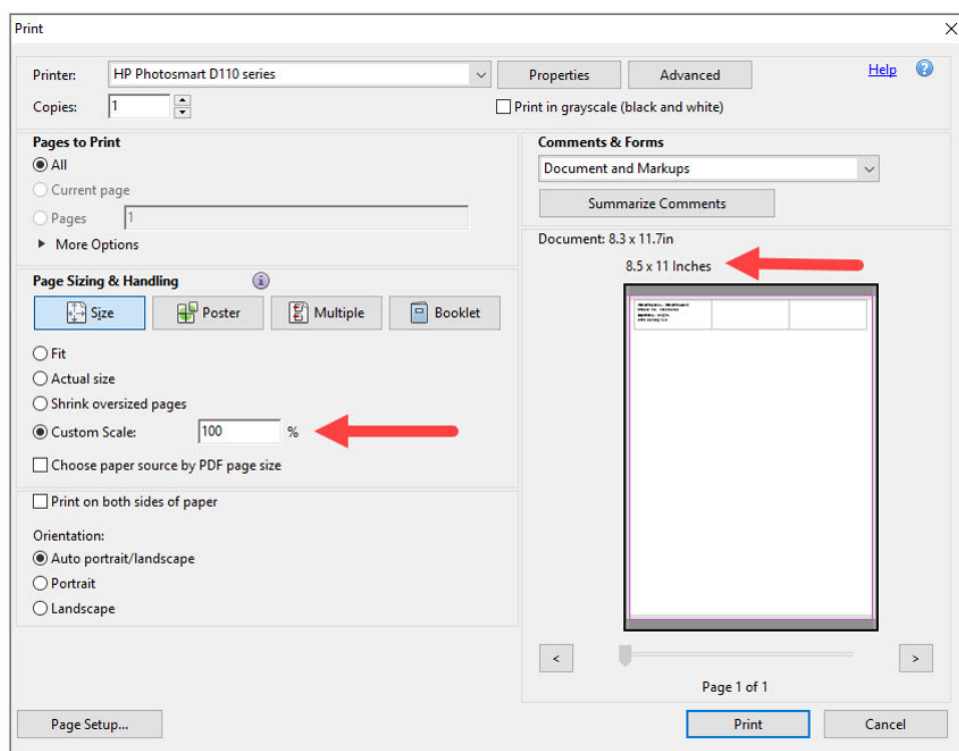 Print
Printer: HP Photosmart D110 series Properties Advanced Help ?
Copies: 1 Print in grayscale (black and white)
Pages to Print
All
Current page
Pages 1
More Options
Comments & Forms
Document and Markups
Summarize Comments
Page Sizing & Handling i
Size Poster Multiple Booklet
Fit
Actual size
Shrink oversized pages
Custom Scale: 100 %
Choose paper source by PDF page size
Print on both sides of paper
Orientation:
Auto portrait/landscape
Portrait
Landscape
Document: 8.3 x 11.7in
8.5 x 11 Inches
< >
Page 1 of 1
Page Setup... Print Cancel